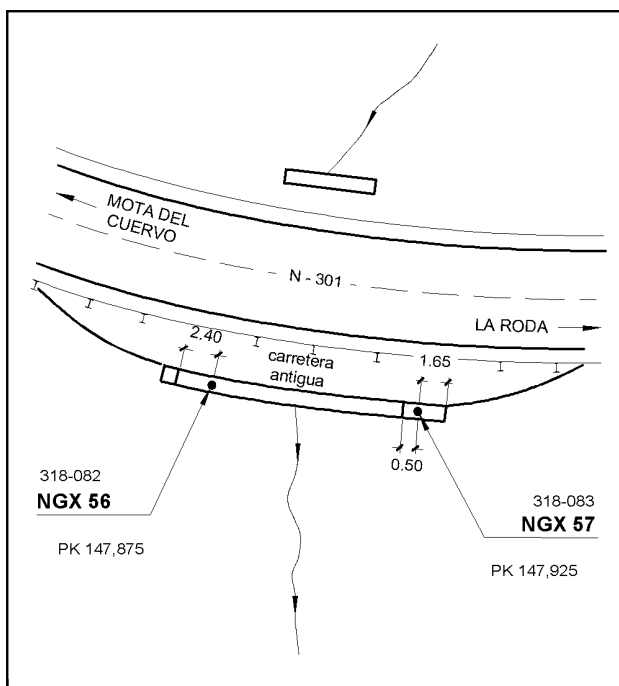 MOTA DEL
CUERVO
N - 301
LA RODA
2.40
carretera
antigua
1.65
0.50
318-082
NGX 56
PK 147,875
318-083
NGX 57
PK 147,925